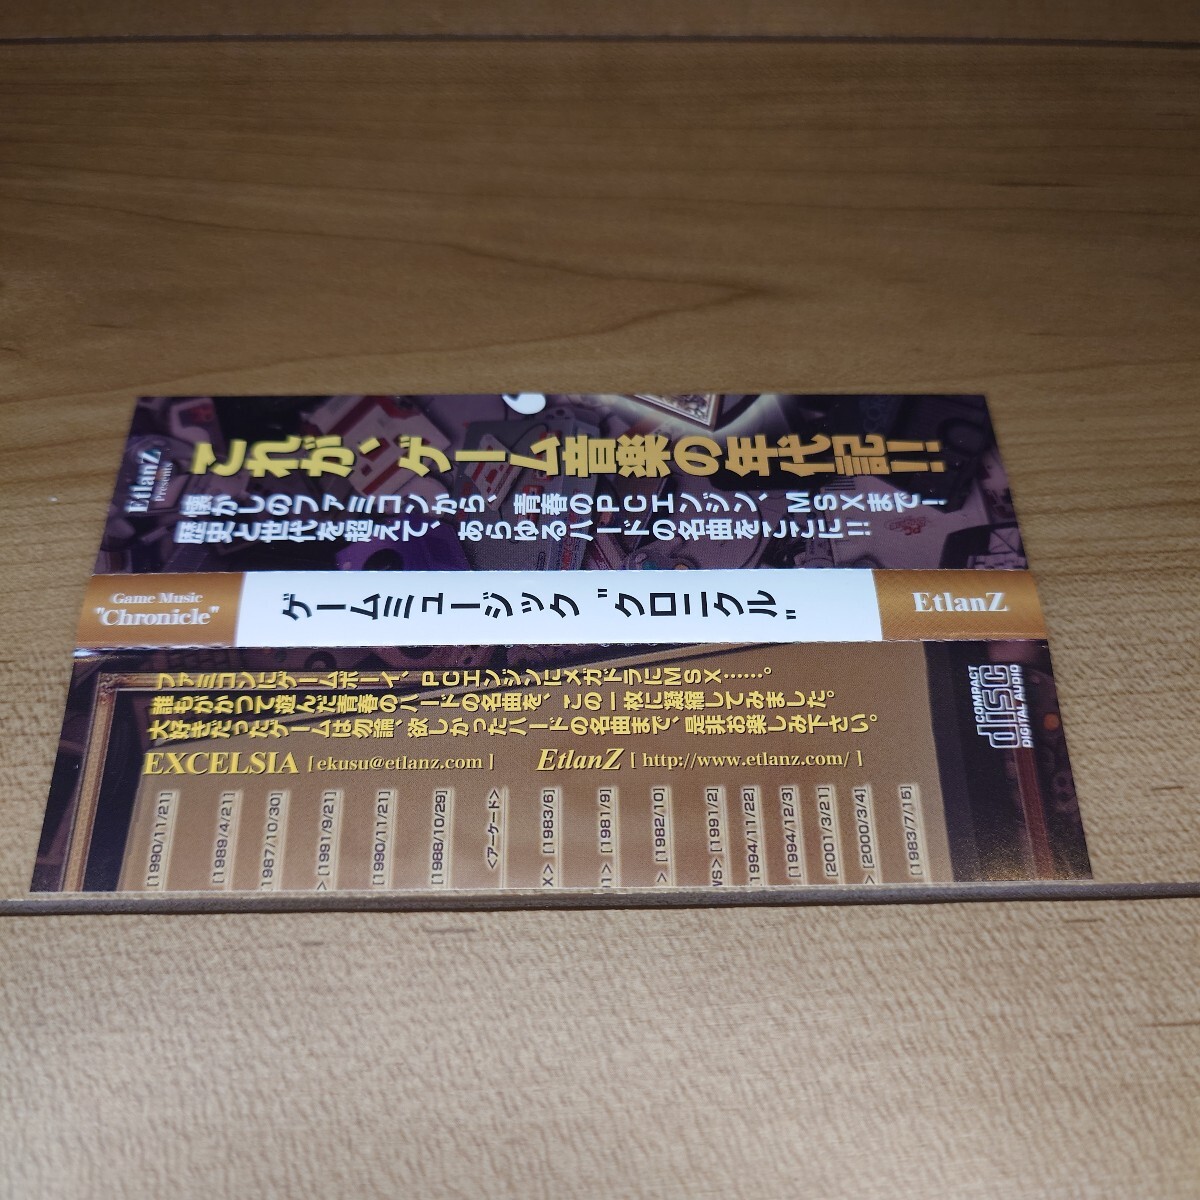 EtlanZ
Presents
これが、ゲーム音楽の年代記!!
懐かしのファミコンから、青春のPCエンジン、MSXまで!
歴史と世代を超えて、あらゆるハードの名曲をここに!!
Game Music
"Chronicle"
ゲームミュージック "クロニクル"
EtlanZ
ファミコンにゲームボーイ、PCエンジンにメガドラにMSX……。
誰もがかつて遊んだ青春のハードの名曲を、この一枚に凝縮してみました。
大好きだったゲームは勿論、欲しかったハードの名曲まで、是非お楽しみ下さい。
EXCELSIA [ ekusu@etlanz.com ]
EtlanZ [ http://www.etlanz.com/ ]
COMPACT
disc
DIGITAL AUDIO
[1990/11/21]
[1989/4/21]
1987/10/30]
> [1991/9/21]
[1990/11/21]
[1988/10/29]
<アーケード>
X> [1983/6]
1> [1981/9]
> [1982/10]
WS> [1991/2]
1994/11/22]
[1994/12/3]
[2001/3/21]
> [2000/3/4]
[1983/7/15]